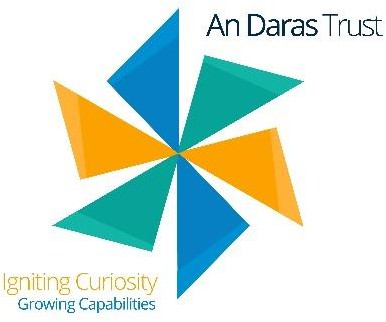 An Daras Trust
Igniting Curiosity
Growing Capabilities